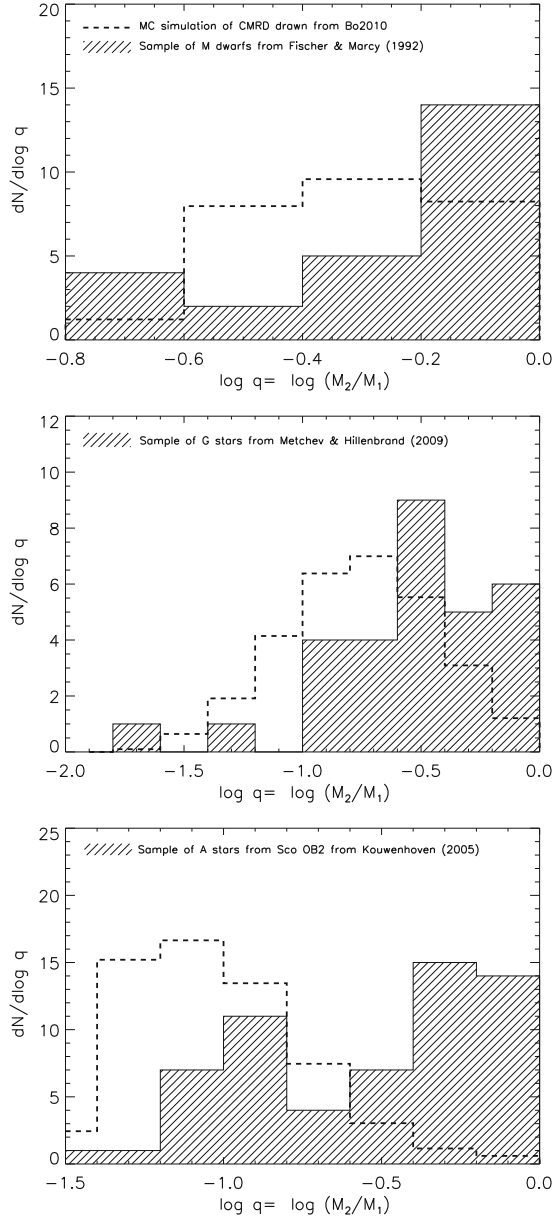 MC simulation of CMRD drawn from Bo2010
Sample of M dwarfs from Fischer & Marcy (1992)
20
15
10
5
0
dN/dlog q
−0.8 −0.6 −0.4 −0.2 0.0
log q= log (M₂/M₁)
Sample of G stars from Metchev & Hillenbrand (2009)
12
10
8
6
4
2
0
dN/dlog q
−2.0 −1.5 −1.0 −0.5 0.0
log q= log (M₂/M₁)
Sample of A stars from Sco OB2 from Kouwenhoven (2005)
25
20
15
10
5
0
dN/dlog q
−1.5 −1.0 −0.5 0.0
log q= log (M₂/M₁)